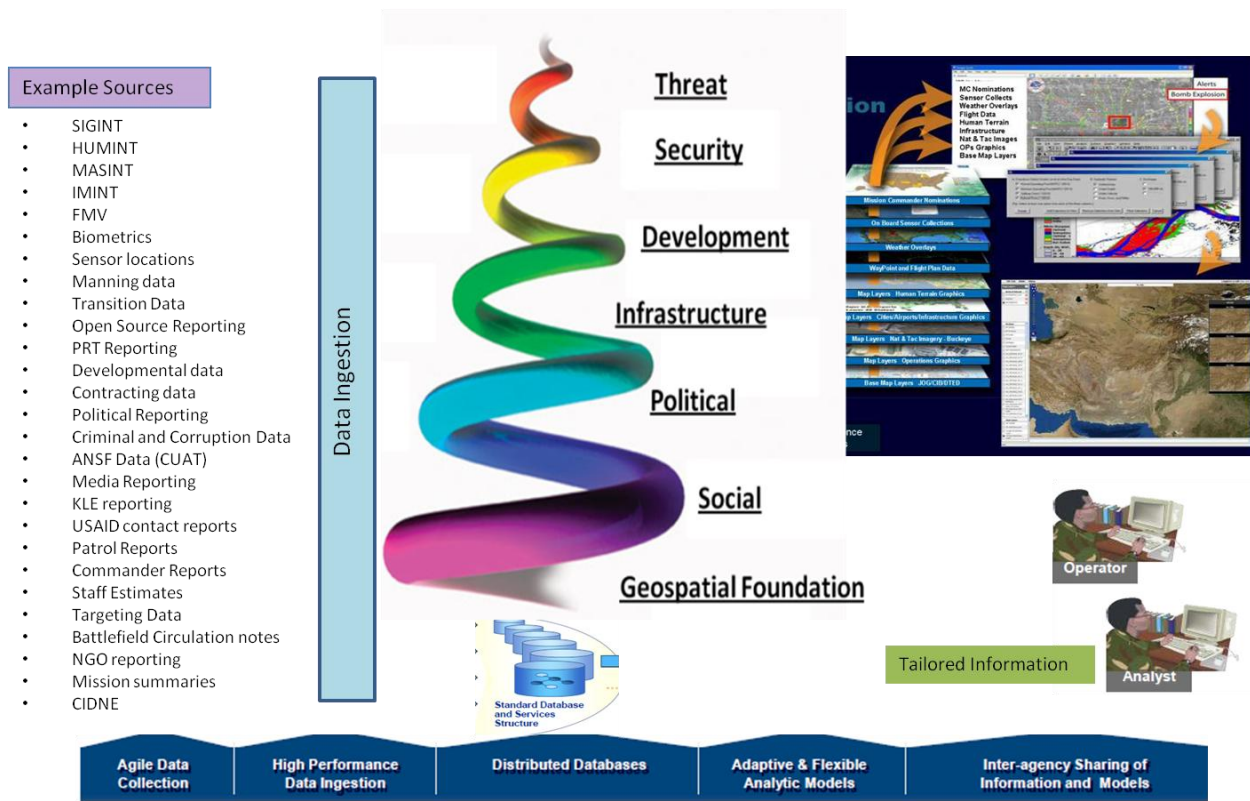 Example Sources
• SIGINT
• HUMINT
• MASINT
• IMINT
• FMV
• Biometrics
• Sensor locations
• Manning data
• Transition Data
• Open Source Reporting
• PRT Reporting
• Developmental data
• Contracting data
• Political Reporting
• Criminal and Corruption Data
• ANSF Data (CUAT)
• Media Reporting
• KLE reporting
• USAID contact reports
• Patrol Reports
• Commander Reports
• Staff Estimates
• Targeting Data
• Battlefield Circulation notes
• NGO reporting
• Mission summaries
• CIDNE
Data Ingestion
Threat
Security
Development
Infrastructure
Political
Social
Geospatial Foundation
Standard Database
and Services
Structure
ion
MC Nominations
Sensor Collects
Weather Overlays
Flight Data
Human Terrain
Infrastructure
Nat & Tac Images
OPs Graphics
Base Map Layers
Alerts
Bomb Explosion
Mission Commander Nominations
On Board Sensor Collections
Weather Overlays
WayPoint and Flight Plan Data
Map Layers Human Terrain Graphics
ap Layers Cities/Airports/Infrastructure Graphics
Map Layers Nat & Tac Imagery - Buckeye
Map Layers Operations Graphics
Base Map Layers JOG/CIB/DTED
nce
s
Operator
Analyst
Tailored Information
Agile Data
Collection
High Performance
Data Ingestion
Distributed Databases
Adaptive & Flexible
Analytic Models
Inter-agency Sharing of
Information and Models